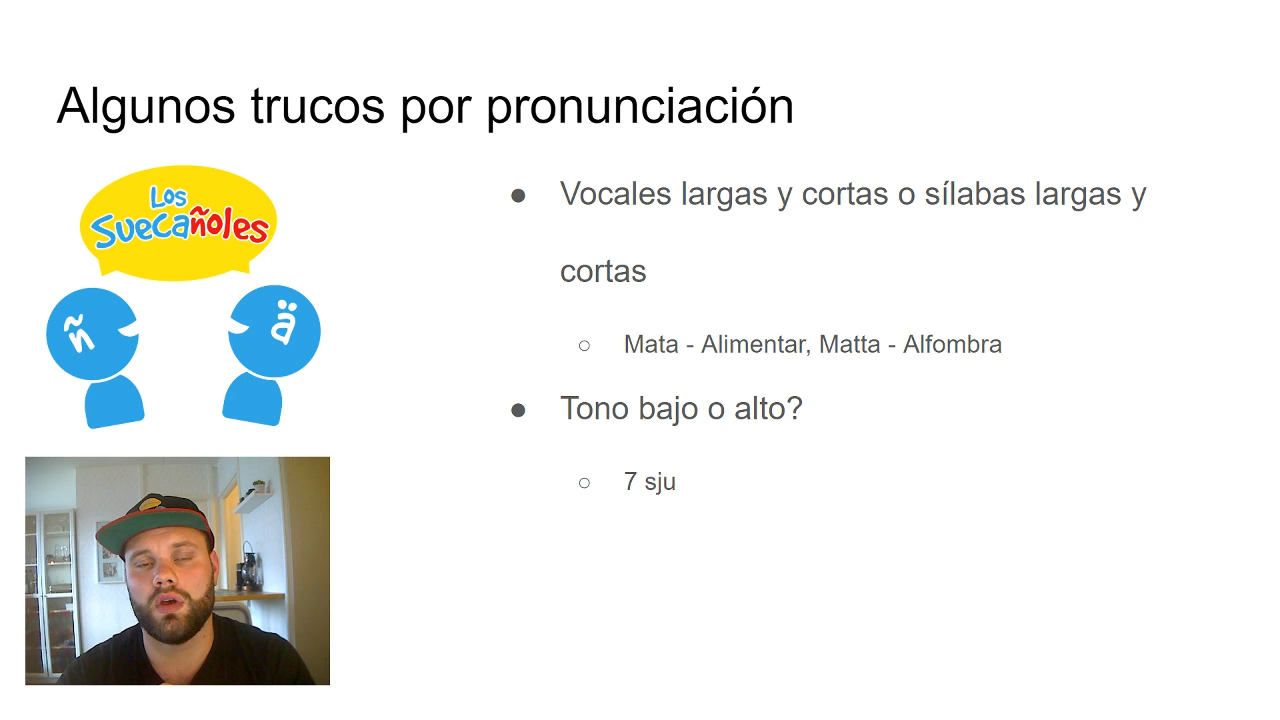 Algunos trucos por pronunciación
Los
Suecañoles
ñ
ä
● Vocales largas y cortas o sílabas largas y
cortas
○ Mata - Alimentar, Matta - Alfombra
● Tono bajo o alto?
○ 7 sju